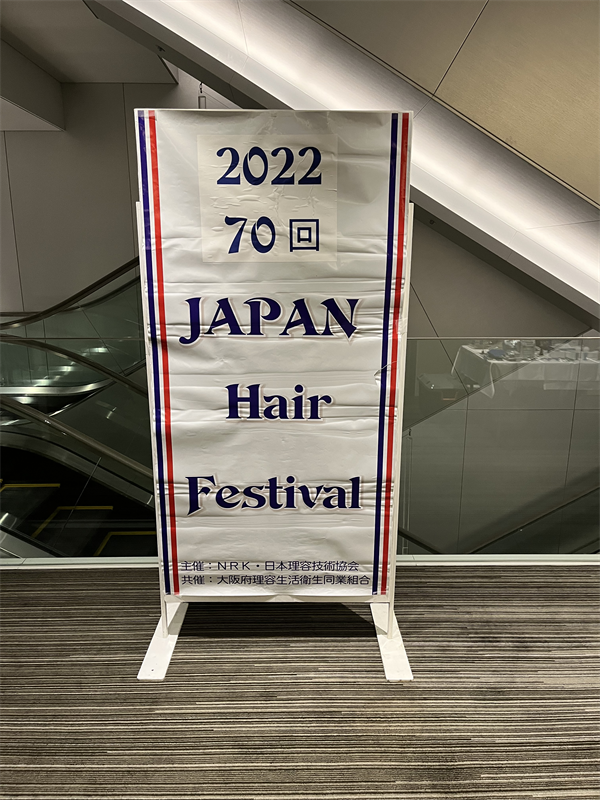 2022
70回
JAPAN
Hair
Festival
主催：NRK・日本理容技術協会
共催：大阪府理容生活衛生同業組合